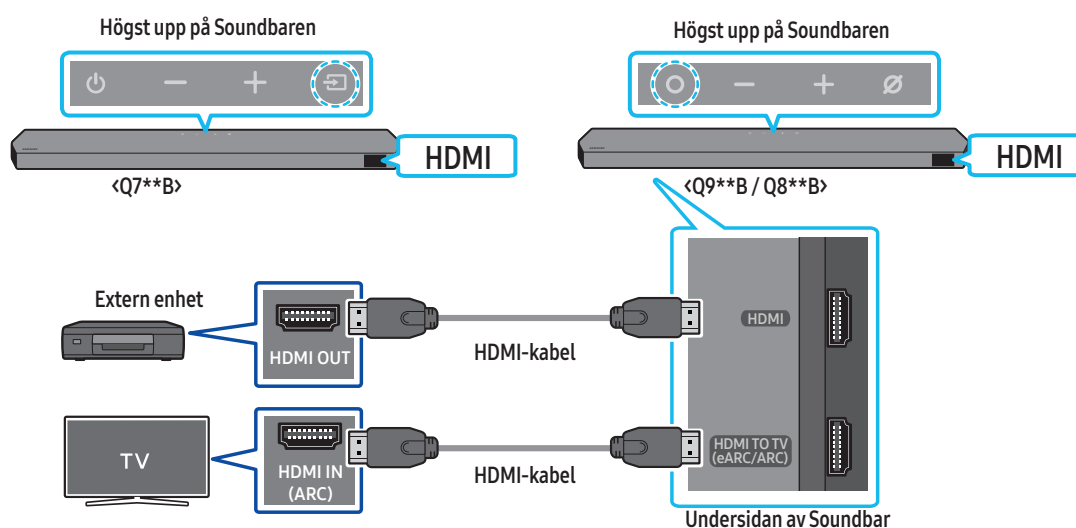 Högst upp på Soundbaren
HDMI
<Q7**B>
Högst upp på Soundbaren
HDMI
<Q9**B / Q8**B>
Extern enhet
HDMI OUT
HDMI-kabel
HDMI
TV
HDMI IN
(ARC)
HDMI-kabel
HDMI TO TV
(eARC/ARC)
Undersidan av Soundbar